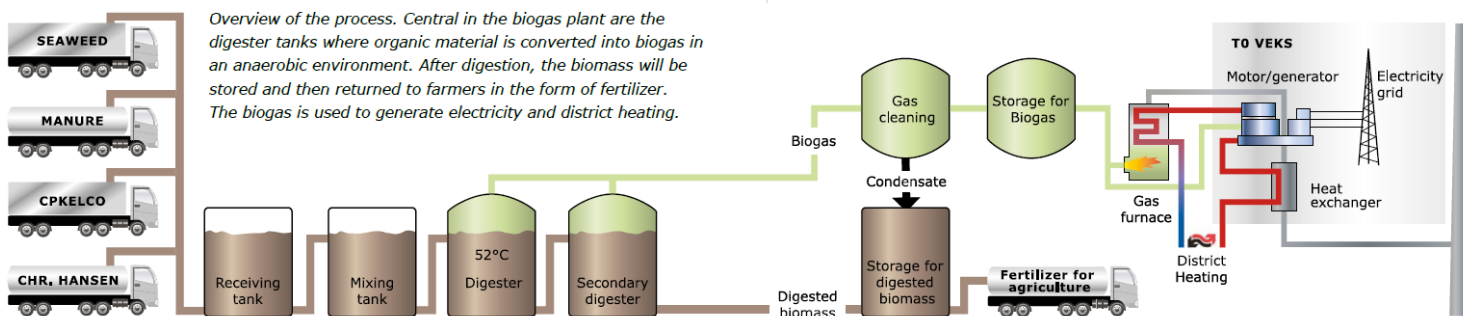 Overview of the process. Central in the biogas plant are the
digester tanks where organic material is converted into biogas in
an anaerobic environment. After digestion, the biomass will be
stored and then returned to farmers in the form of fertilizer.
The biogas is used to generate electricity and district heating.
SEAWEED
MANURE
CPKELCO
CHR. HANSEN
Receiving
tank
Mixing
tank
52°C
Digester
Secondary
digester
Biogas
Digested
biomass
Gas
cleaning
Condensate
Storage for
digested
biomass
Storage for
Biogas
Fertilizer for
agriculture
Gas
furnace
District
Heating
T0 VEKS
Motor/generator
Electricity
grid
Heat
exchanger